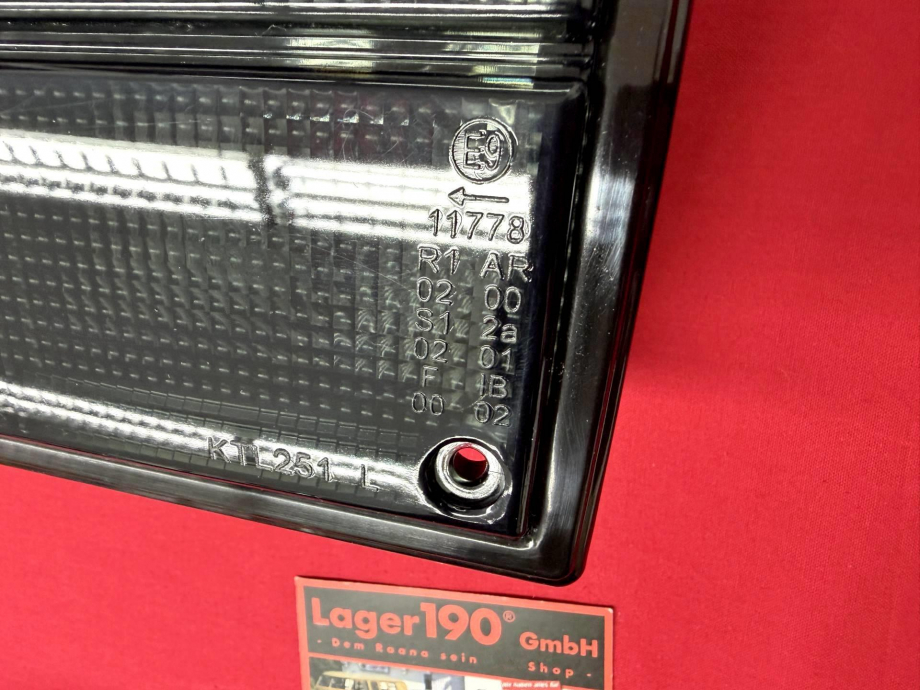 E9
11778
R1 AR
02 00
S1 2a
02 01
F IB
00 02
KTL251 L
Lager190® GmbH
- Dem Roana sein Shop -